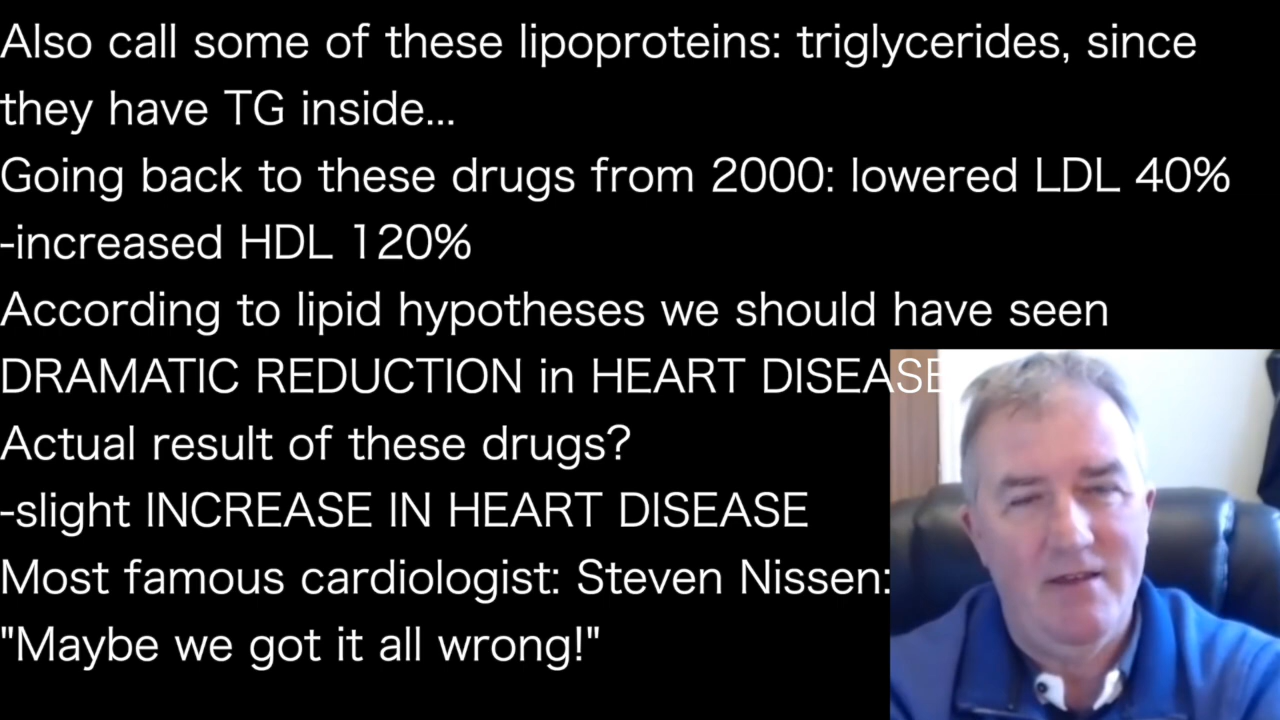 Also call some of these lipoproteins: triglycerides, since
they have TG inside...
Going back to these drugs from 2000: lowered LDL 40%
-increased HDL 120%
According to lipid hypotheses we should have seen
DRAMATIC REDUCTION in HEART DISEASE
Actual result of these drugs?
-slight INCREASE IN HEART DISEASE
Most famous cardiologist: Steven Nissen:
"Maybe we got it all wrong!"